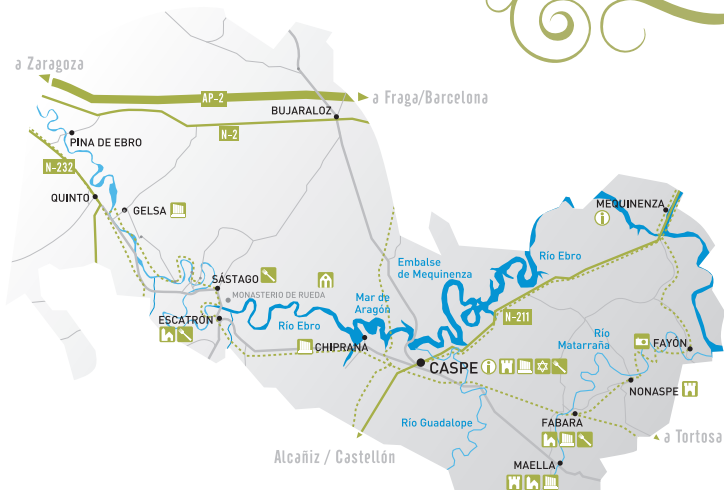 a Zaragoza
AP-2
a Fraga/Barcelona
BUJARALOZ
N-2
PINA DE EBRO
N-232
QUINTO
GELSA
MEQUINENZA
i
Embalse
de Mequinenza
Río Ebro
SÁSTAGO
MONASTERIO DE RUEDA
Mar de
Aragón
ESCATRÓN
Río Ebro
N-211
CHIPRANA
Río
Matarraña
FAYÓN
CASPE
i
NONASPE
Río Guadalope
FABARA
a Tortosa
Alcañiz / Castellón
MAELLA